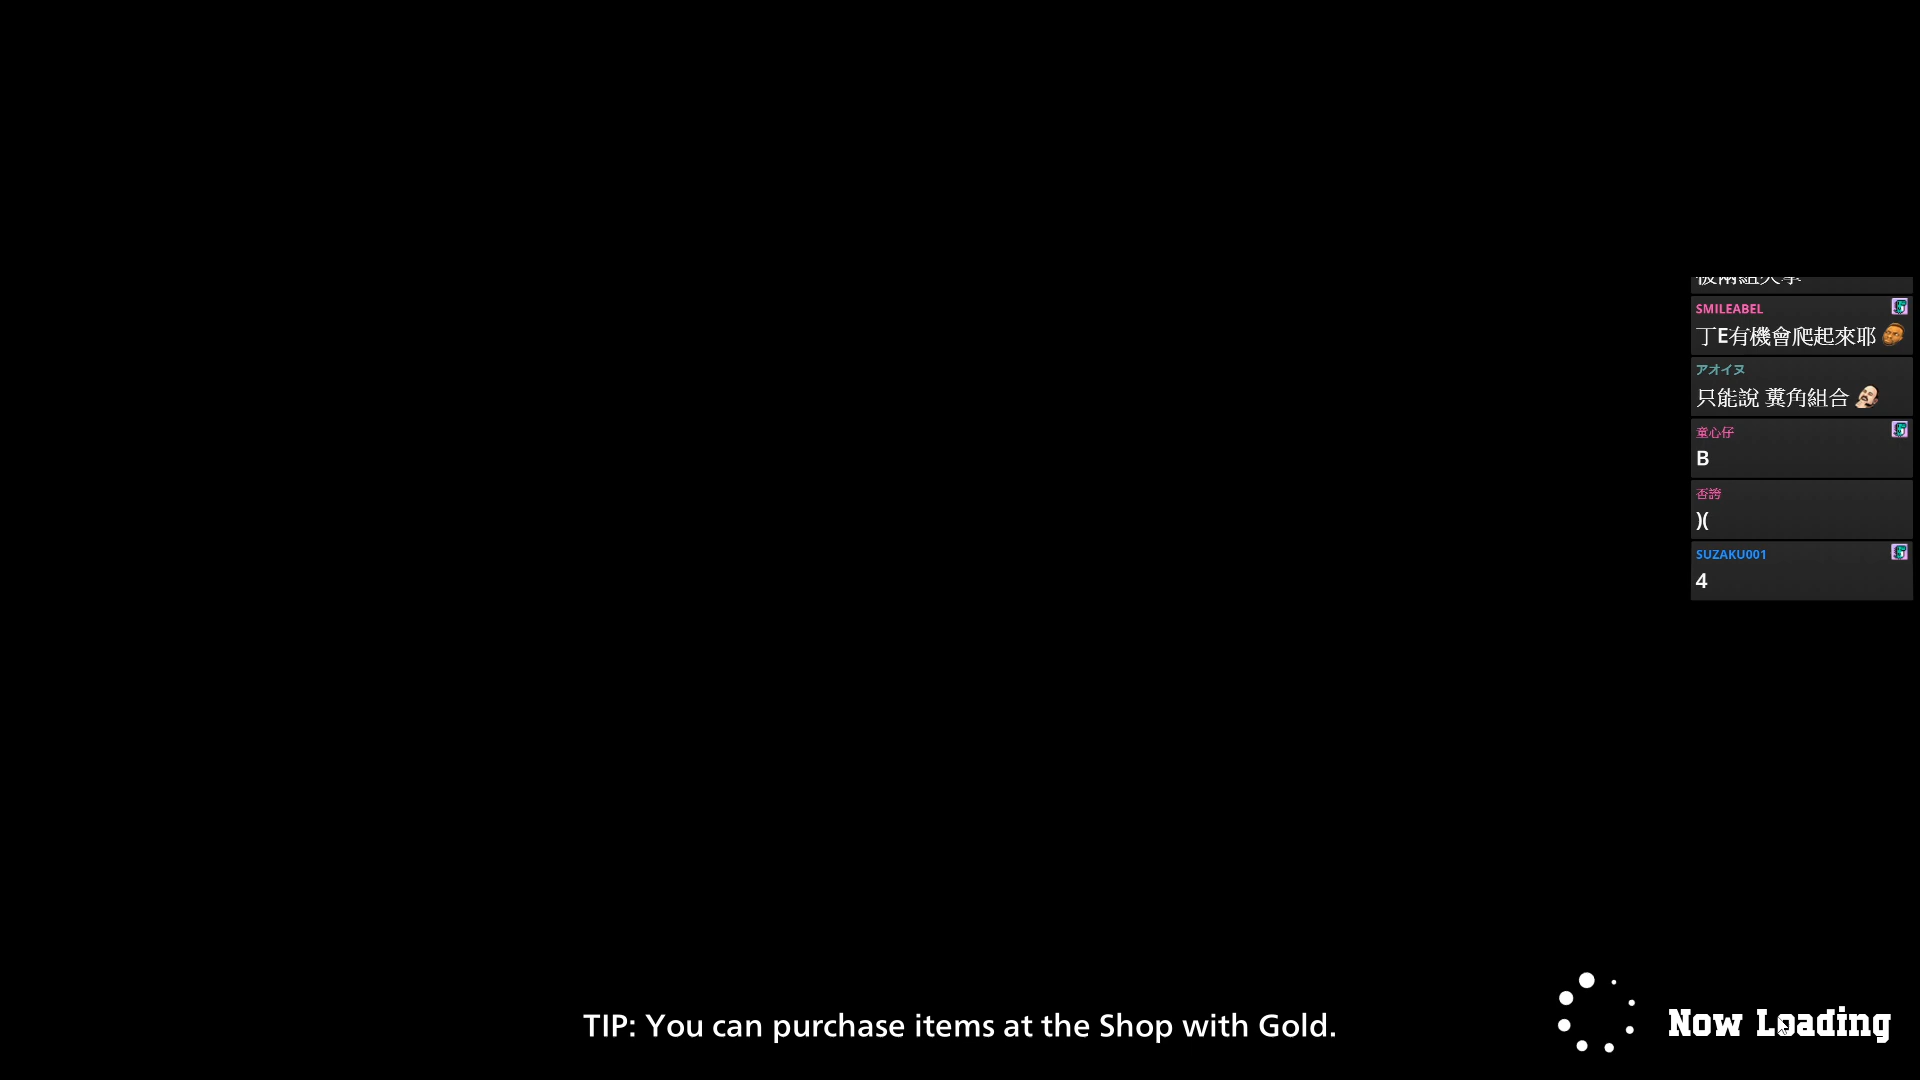 SMILEABEL
丁E有機會爬起來耶
アオイヌ
只能說 糞角組合
童心仔
B
否誇
)(
SUZAKU001
4
TIP: You can purchase items at the Shop with Gold.
Now Loading